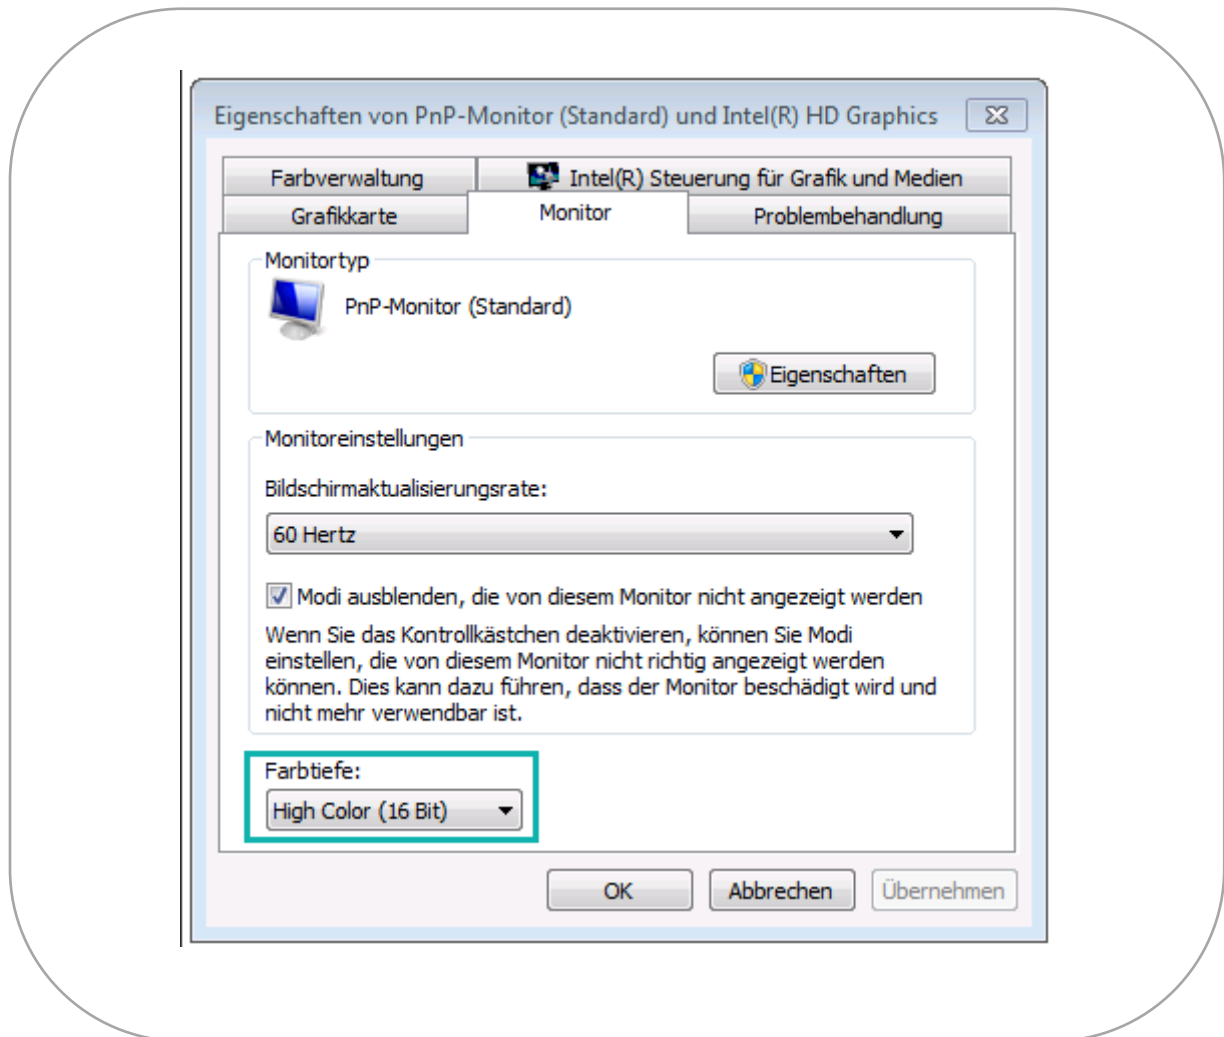 Eigenschaften von PnP-Monitor (Standard) und Intel(R) HD Graphics
Farbverwaltung
Intel(R) Steuerung für Grafik und Medien
Grafikkarte
Monitor
Problembehandlung
Monitortyp
PnP-Monitor (Standard)
Eigenschaften
Monitoreinstellungen
Bildschirmaktualisierungsrate:
60 Hertz
Modi ausblenden, die von diesem Monitor nicht angezeigt werden
Wenn Sie das Kontrollkästchen deaktivieren, können Sie Modi
einstellen, die von diesem Monitor nicht richtig angezeigt werden
können. Dies kann dazu führen, dass der Monitor beschädigt wird und
nicht mehr verwendbar ist.
Farbtiefe:
High Color (16 Bit)
OK
Abbrechen
Übernehmen